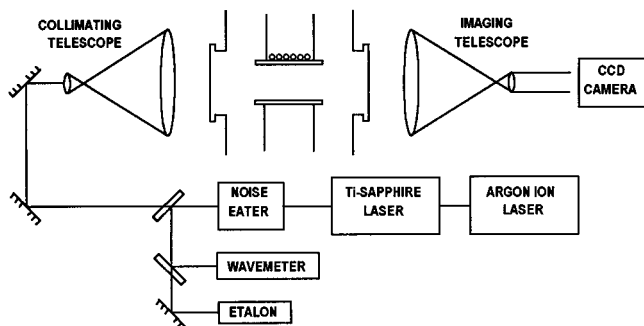 COLLIMATING
TELESCOPE
IMAGING
TELESCOPE
CCD
CAMERA
NOISE
EATER
Ti-SAPPHIRE
LASER
ARGON ION
LASER
WAVEMETER
ETALON